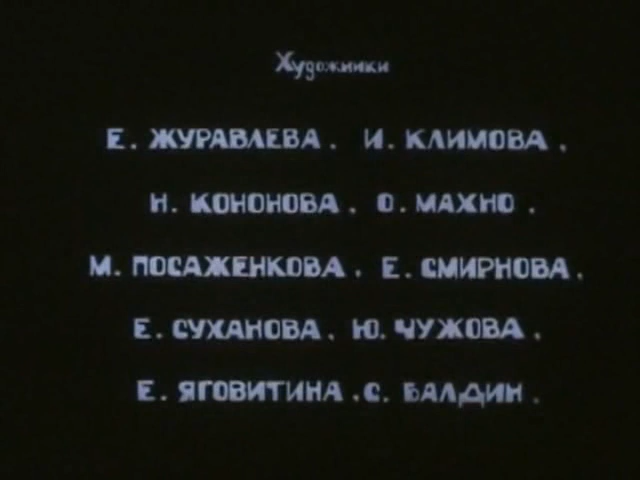 Художники
Е. ЖУРАВЛЕВА. И. КЛИМОВА.
Н. КОНОНОВА. О. МАХНО.
М. ПОСАЖЕНКОВА. Е. СМИРНОВА.
Е. СУХАНОВА. Ю. ЧУЖОВА.
Е. ЯГОВИТИНА. С. БАЛДИН.